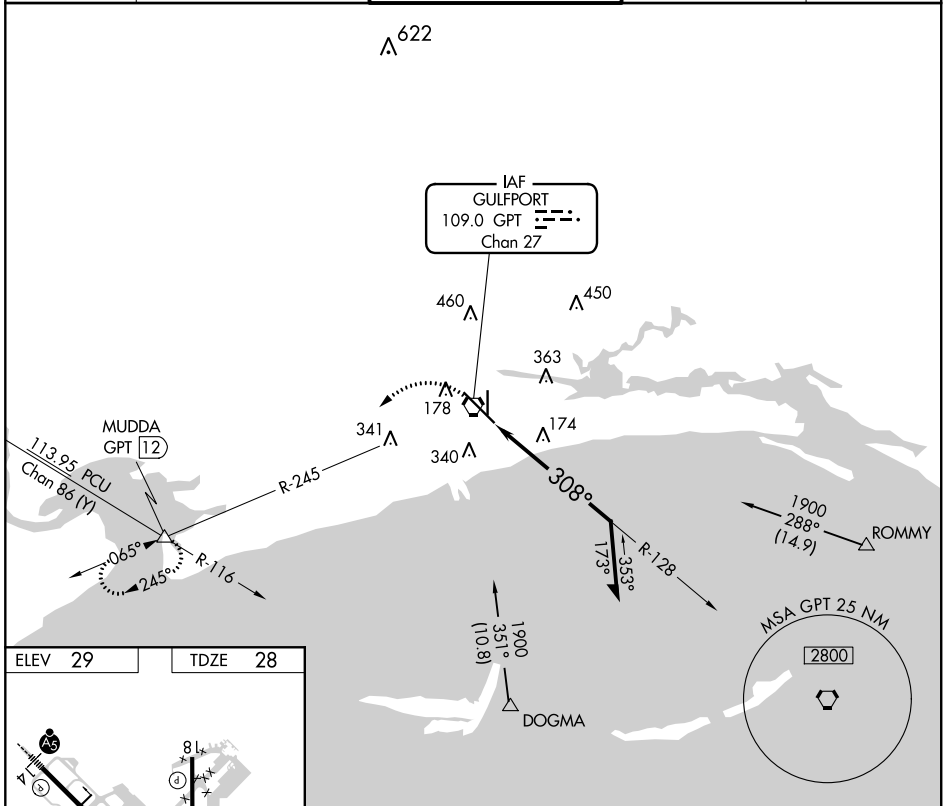 622
IAF
GULFPORT
109.0 GPT
Chan 27
460
450
363
178
174
341
340
MUDDA
GPT 12
113.95 PCU
Chan 86 (Y)
R-245
308°
1900
288°
(14.9)
ROMMY
065°
245°
R-116
173°
353°
R-128
1900
351°
(10.8)
DOGMA
MSA GPT 25 NM
2800
ELEV 29
TDZE 28
A5
18
P
4
P